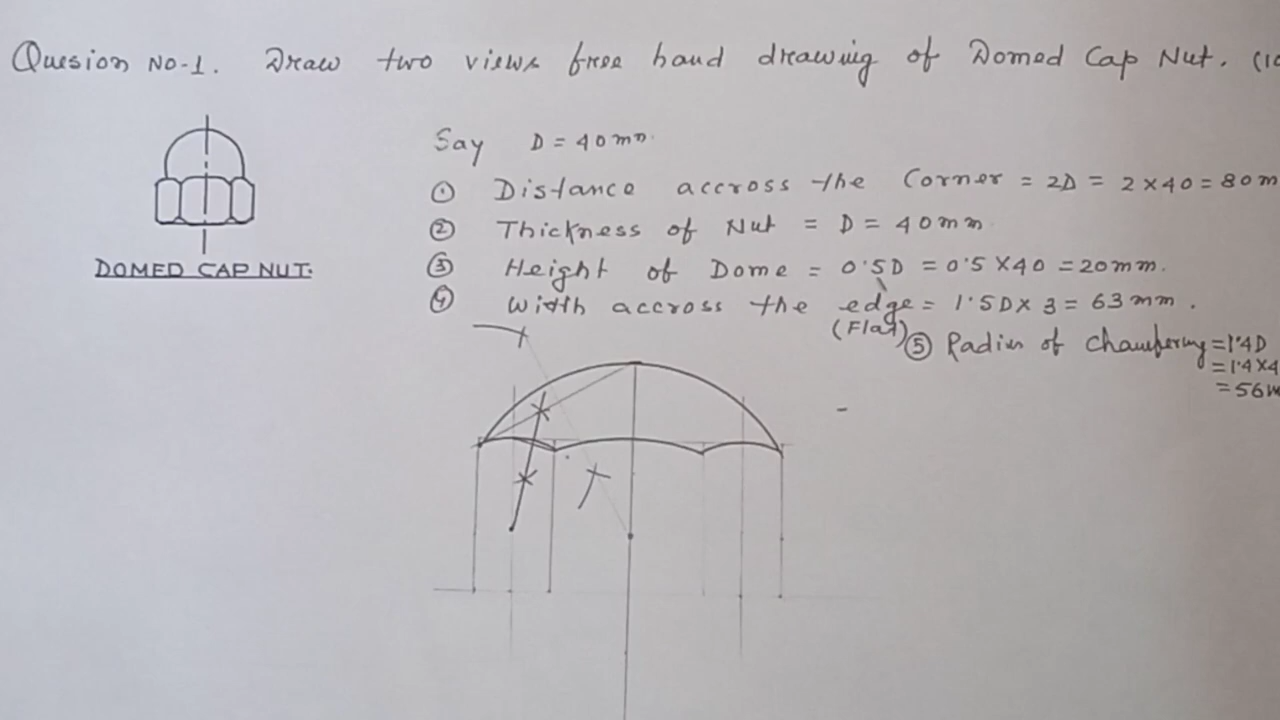 Quesion No-1. Draw two views free hand drawing of Domed Cap Nut. (10
Say D = 40mm.
① Distance accross the Corner = 2D = 2 x 40 = 80m
② Thickness of Nut = D = 40mm
③ Height of Dome = 0.5D = 0.5 X 40 = 20mm.
④ Width accross the edge = 1.5D x 3 = 63mm.
(Flat)
⑤ Radius of Chamfering = 1.4D
= 1.4 x 4
= 56m
DOMED CAP NUT.